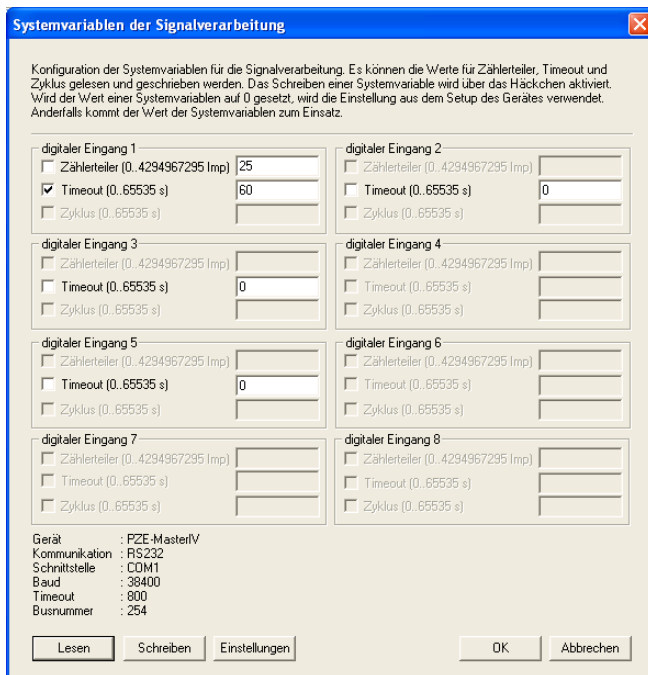 Systemvariablen der Signalverarbeitung
Konfiguration der Systemvariablen für die Signalverarbeitung. Es können die Werte für Zählerteiler, Timeout und
Zyklus gelesen und geschrieben werden. Das Schreiben einer Systemvariable wird über das Häckchen aktiviert.
Wird der Wert einer Systemvariablen auf 0 gesetzt, wird die Einstellung aus dem Setup des Gerätes verwendet.
Anderfalls kommt der Wert der Systemvariablen zum Einsatz.
digitaler Eingang 1
Zählerteiler (0..4294967295 Imp) 25
Timeout (0..65535 s) 60
Zyklus (0..65535 s)
digitaler Eingang 2
Zählerteiler (0..4294967295 Imp)
Timeout (0..65535 s) 0
Zyklus (0..65535 s)
digitaler Eingang 3
Zählerteiler (0..4294967295 Imp)
Timeout (0..65535 s) 0
Zyklus (0..65535 s)
digitaler Eingang 4
Zählerteiler (0..4294967295 Imp)
Timeout (0..65535 s)
Zyklus (0..65535 s)
digitaler Eingang 5
Zählerteiler (0..4294967295 Imp)
Timeout (0..65535 s) 0
Zyklus (0..65535 s)
digitaler Eingang 6
Zählerteiler (0..4294967295 Imp)
Timeout (0..65535 s)
Zyklus (0..65535 s)
digitaler Eingang 7
Zählerteiler (0..4294967295 Imp)
Timeout (0..65535 s)
Zyklus (0..65535 s)
digitaler Eingang 8
Zählerteiler (0..4294967295 Imp)
Timeout (0..65535 s)
Zyklus (0..65535 s)
Gerät : PZE-MasterIV
Kommunikation : RS232
Schnittstelle : COM1
Baud : 38400
Timeout : 800
Busnummer : 254
Lesen Schreiben Einstellungen OK Abbrechen